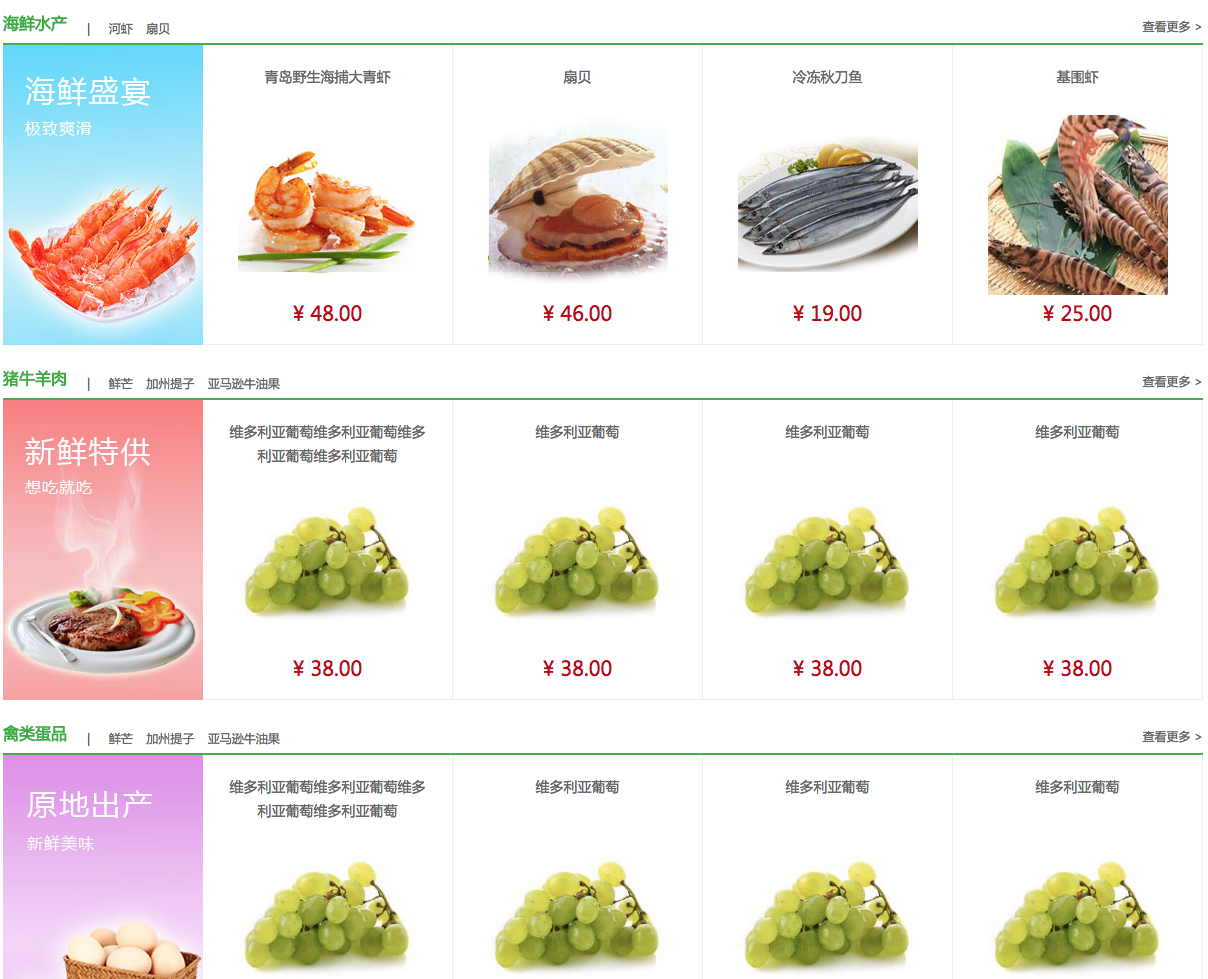 海鲜水产 | 河虾 扇贝 查看更多 >
海鲜盛宴
极致爽滑
青岛野生海捕大青虾
¥ 48.00
扇贝
¥ 46.00
冷冻秋刀鱼
¥ 19.00
基围虾
¥ 25.00
猪牛羊肉 | 鲜芒 加州提子 亚马逊牛油果 查看更多 >
新鲜特供
想吃就吃
维多利亚葡萄维多利亚葡萄维多
利亚葡萄维多利亚葡萄
¥ 38.00
维多利亚葡萄
¥ 38.00
维多利亚葡萄
¥ 38.00
维多利亚葡萄
¥ 38.00
禽类蛋品 | 鲜芒 加州提子 亚马逊牛油果 查看更多 >
原地出产
新鲜美味
维多利亚葡萄维多利亚葡萄维多
利亚葡萄维多利亚葡萄
维多利亚葡萄
维多利亚葡萄
维多利亚葡萄